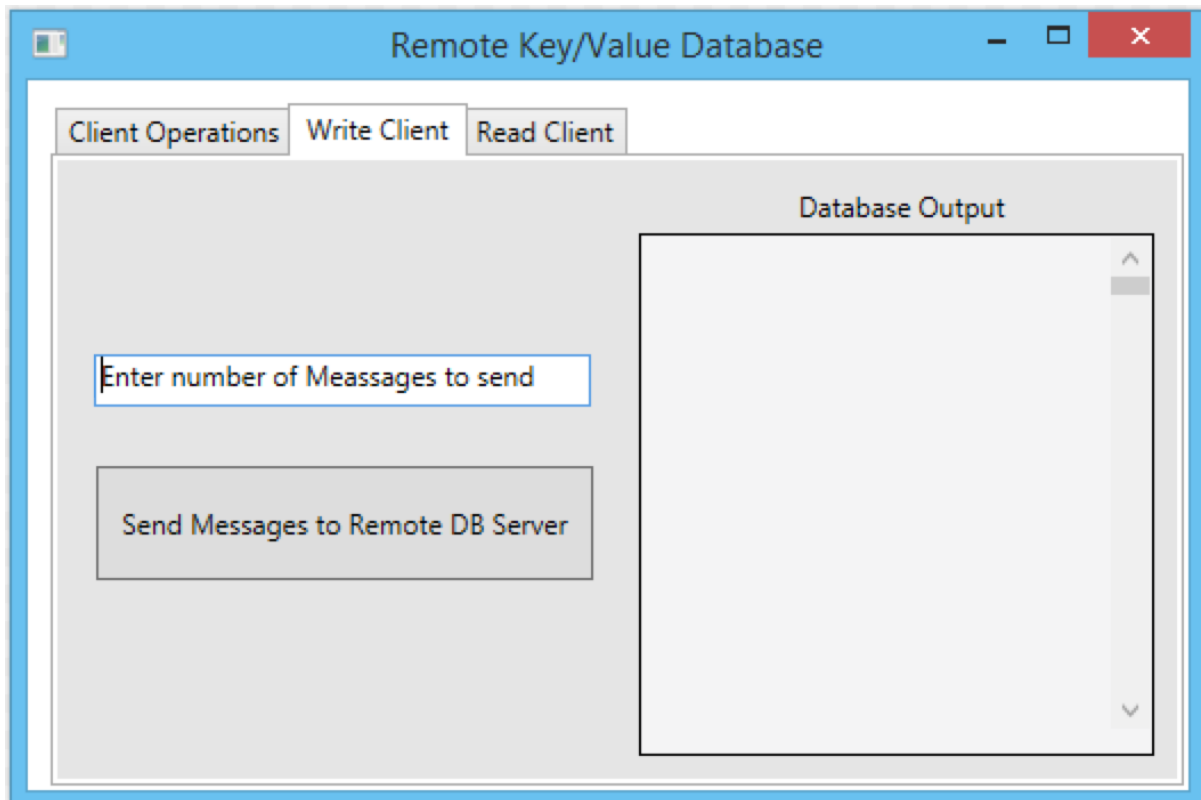 Remote Key/Value Database
Client Operations
Write Client
Read Client
Database Output
Enter number of Meassages to send
Send Messages to Remote DB Server